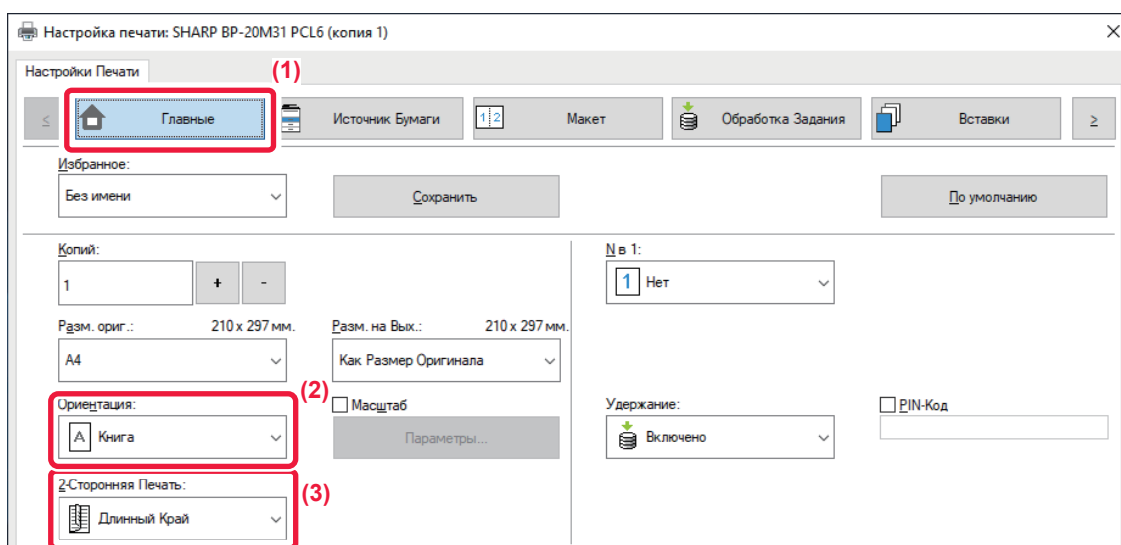 Настройка печати: SHARP BP-20M31 PCL6 (копия 1)
Настройки Печати
(1)
< Главные Источник Бумаги 1 2 Макет Обработка Задания Вставки >
Избранное:
Без имени Сохранить По умолчанию
Копий: N в 1:
1 + - 1 Нет
Разм. ориг.: 210 x 297 мм. Разм. на Вых.: 210 x 297 мм.
A4 Как Размер Оригинала
(2)
Ориентация: Масштаб Удержание: PIN-Код
A Книга Параметры... Включено
2-Сторонняя Печать: (3)
Длинный Край